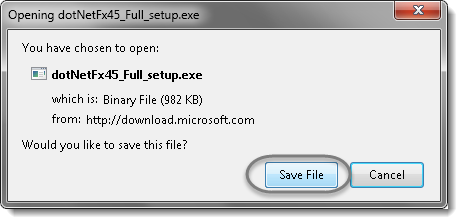 Opening dotNetFx45_Full_setup.exe
You have chosen to open:
dotNetFx45_Full_setup.exe
which is: Binary File (982 KB)
from: http://download.microsoft.com
Would you like to save this file?
Save File
Cancel